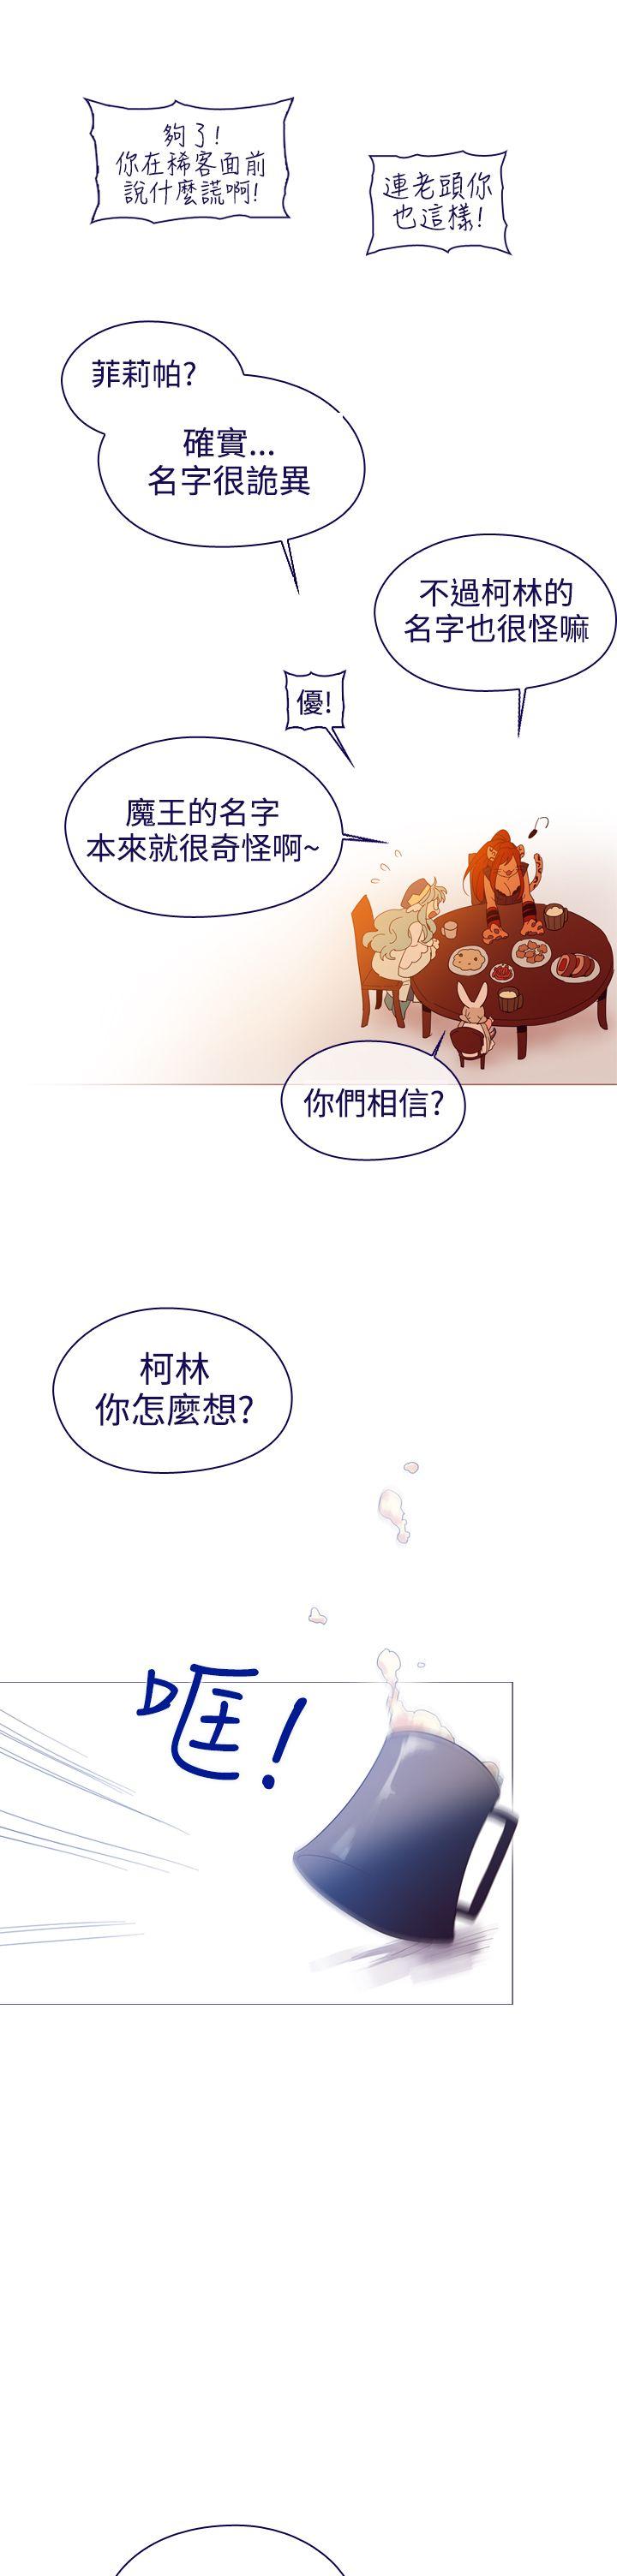 夠了!
你在稀客面前
說什麼謊啊!
連老頭你
也這樣!
菲莉帕?
確實...
名字很詭異
不過柯林的
名字也很怪嘛
優!
魔王的名字
本來就很奇怪啊~
你們相信?
柯林
你怎麼想?
哐!